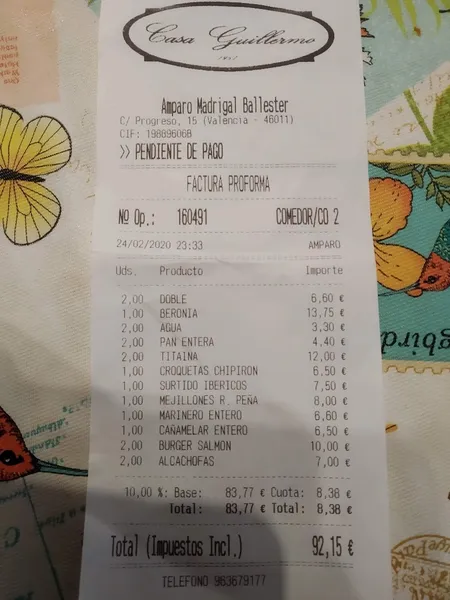 Casa Guillermo
Amparo Madrigal Ballester
C/ Progreso, 15 (Valencia - 46011)
CIF: 19889606B
>> PENDIENTE DE PAGO
FACTURA PROFORMA
Nº Op.: 160491 COMEDOR/CO 2
24/02/2020 23:33 AMPARO
Uds. Producto Importe
2,00 DOBLE 6,60 €
1,00 BERONIA 13,75 €
2,00 AGUA 3,30 €
2,00 PAN ENTERA 4,40 €
2,00 TITAINA 12,00 €
1,00 CROQUETAS CHIPIRON 6,50 €
1,00 SURTIDO IBERICOS 7,50 €
1,00 MEJILLONES R. PEÑA 8,00 €
1,00 MARINERO ENTERO 6,60 €
1,00 CAÑAMELAR ENTERO 6,50 €
2,00 BURGER SALMON 10,00 €
2,00 ALCACHOFAS 7,00 €
10,00 %: Base: 83,77 € Cuota: 8,38 €
Total: 83,77 € Total: 8,38 €
Total (Impuestos Incl.) 92,15 €
TELEFONO 963679177
gbird